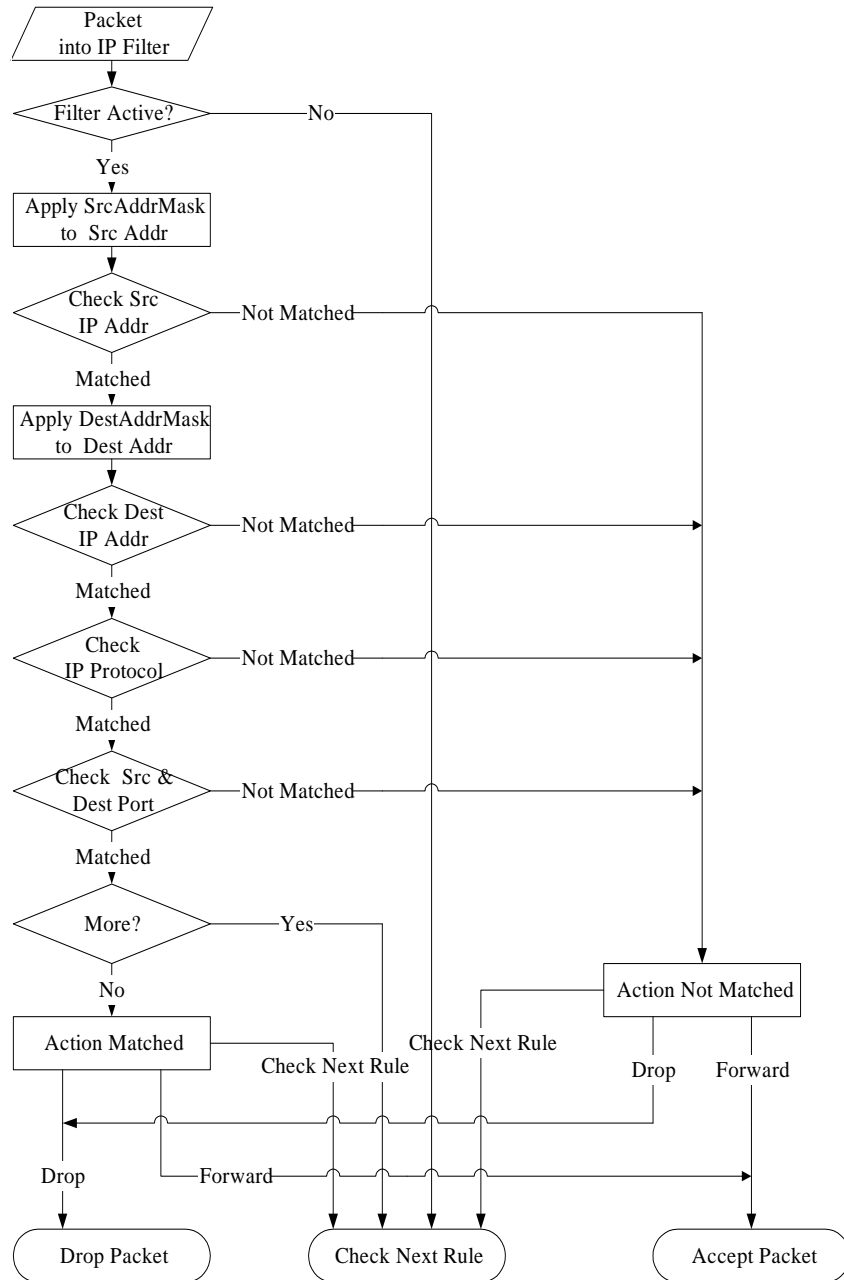 Packet
into IP Filter
Filter Active?
No
Yes
Apply SrcAddrMask
to Src Addr
Check Src
IP Addr
Not Matched
Matched
Apply DestAddrMask
to Dest Addr
Check Dest
IP Addr
Not Matched
Matched
Check
IP Protocol
Not Matched
Matched
Check Src &
Dest Port
Not Matched
Matched
More?
Yes
No
Action Not Matched
Action Matched
Check Next Rule
Check Next Rule
Drop
Forward
Drop
Forward
Drop Packet
Check Next Rule
Accept Packet